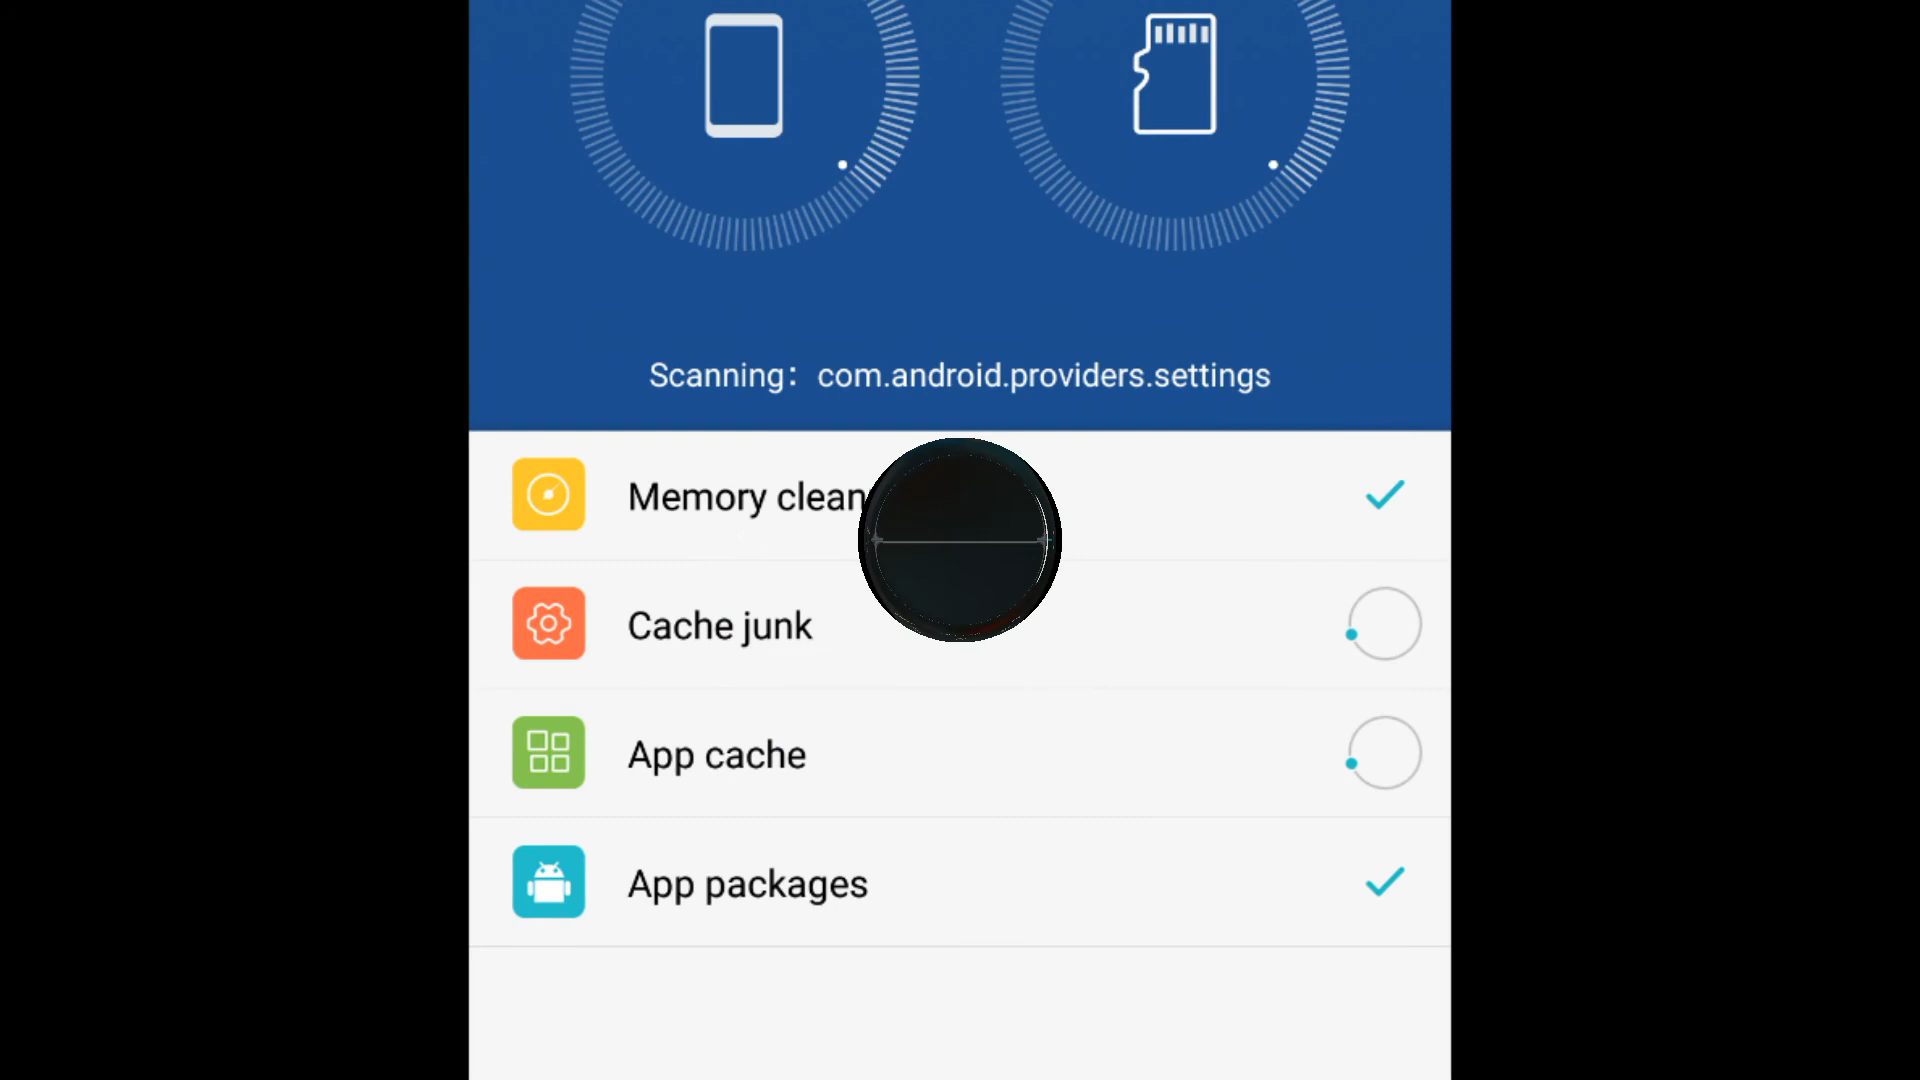 Scanning: com.android.providers.settings
Memory clean
Cache junk
App cache
App packages